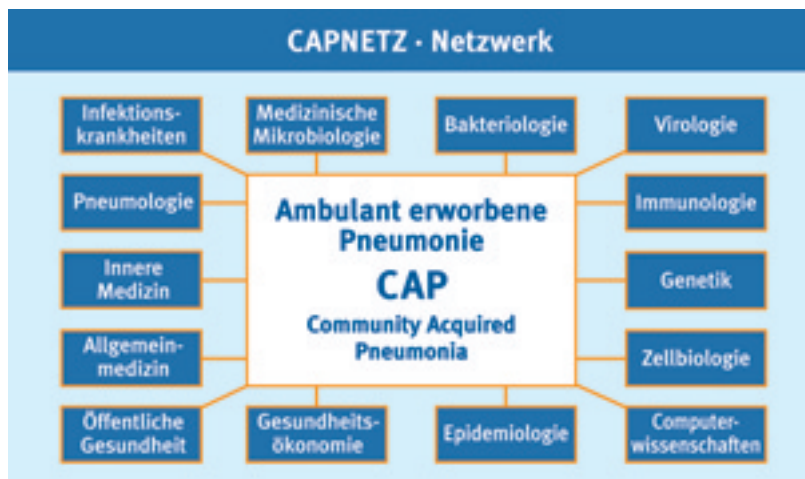 CAPNETZ · Netzwerk
Infektions-
krankheiten
Medizinische
Mikrobiologie
Bakteriologie
Virologie
Pneumologie
Immunologie
Innere
Medizin
Genetik
Allgemein-
medizin
Zellbiologie
Öffentliche
Gesundheit
Gesundheits-
ökonomie
Epidemiologie
Computer-
wissenschaften
Ambulant erworbene
Pneumonie
CAP
Community Acquired
Pneumonia